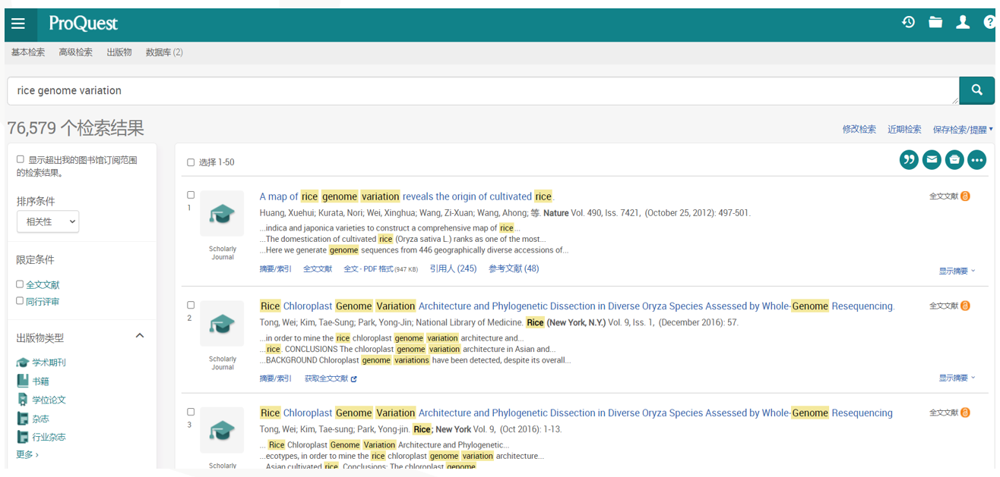 ProQuest
基本检索 高级检索 出版物 数据库 (2)
rice genome variation
76,579 个检索结果
修改检索 近期检索 保存检索/提醒
显示超出我的图书馆订阅范围
的检索结果。
排序条件
相关性
限定条件
全文文献
同行评审
出版物类型
学术期刊
书籍
学位论文
杂志
行业杂志
更多 ›
选择 1-50
1
A map of rice genome variation reveals the origin of cultivated rice.
全文文献
Huang, Xuehui; Kurata, Nori; Wei, Xinghua; Wang, Zi-Xuan; Wang, Ahong; 等. Nature Vol. 490, Iss. 7421, (October 25, 2012): 497-501.
...indica and japonica varieties to construct a comprehensive map of rice...
...The domestication of cultivated rice (Oryza sativa L.) ranks as one of the most...
...Here we generate genome sequences from 446 geographically diverse accessions of...
Scholarly
Journal
摘要/索引 全文文献 全文 - PDF 格式 (947 KB) 引用人 (245) 参考文献 (48)
显示摘要
2
Rice Chloroplast Genome Variation Architecture and Phylogenetic Dissection in Diverse Oryza Species Assessed by Whole-Genome Resequencing.
全文文献
Tong, Wei; Kim, Tae-Sung; Park, Yong-Jin; National Library of Medicine. Rice (New York, N.Y.) Vol. 9, Iss. 1, (December 2016): 57.
...in order to mine the rice chloroplast genome variation architecture and...
...rice. CONCLUSIONS The chloroplast genome variation architecture in Asian and...
...BACKGROUND Chloroplast genome variations have been detected, despite its overall...
Scholarly
Journal
摘要/索引 获取全文文献
显示摘要
3
Rice Chloroplast Genome Variation Architecture and Phylogenetic Dissection in Diverse Oryza Species Assessed by Whole-Genome Resequencing
全文文献
Tong, Wei; Kim, Tae-sung; Park, Yong-jin. Rice; New York Vol. 9, (Oct 2016): 1-13.
... Rice Chloroplast Genome Variation Architecture and Phylogenetic...
...ecotypes, in order to mine the rice chloroplast genome variation architecture...
Asian cultivated rice. Conclusions: The chloroplast genome
Scholarly